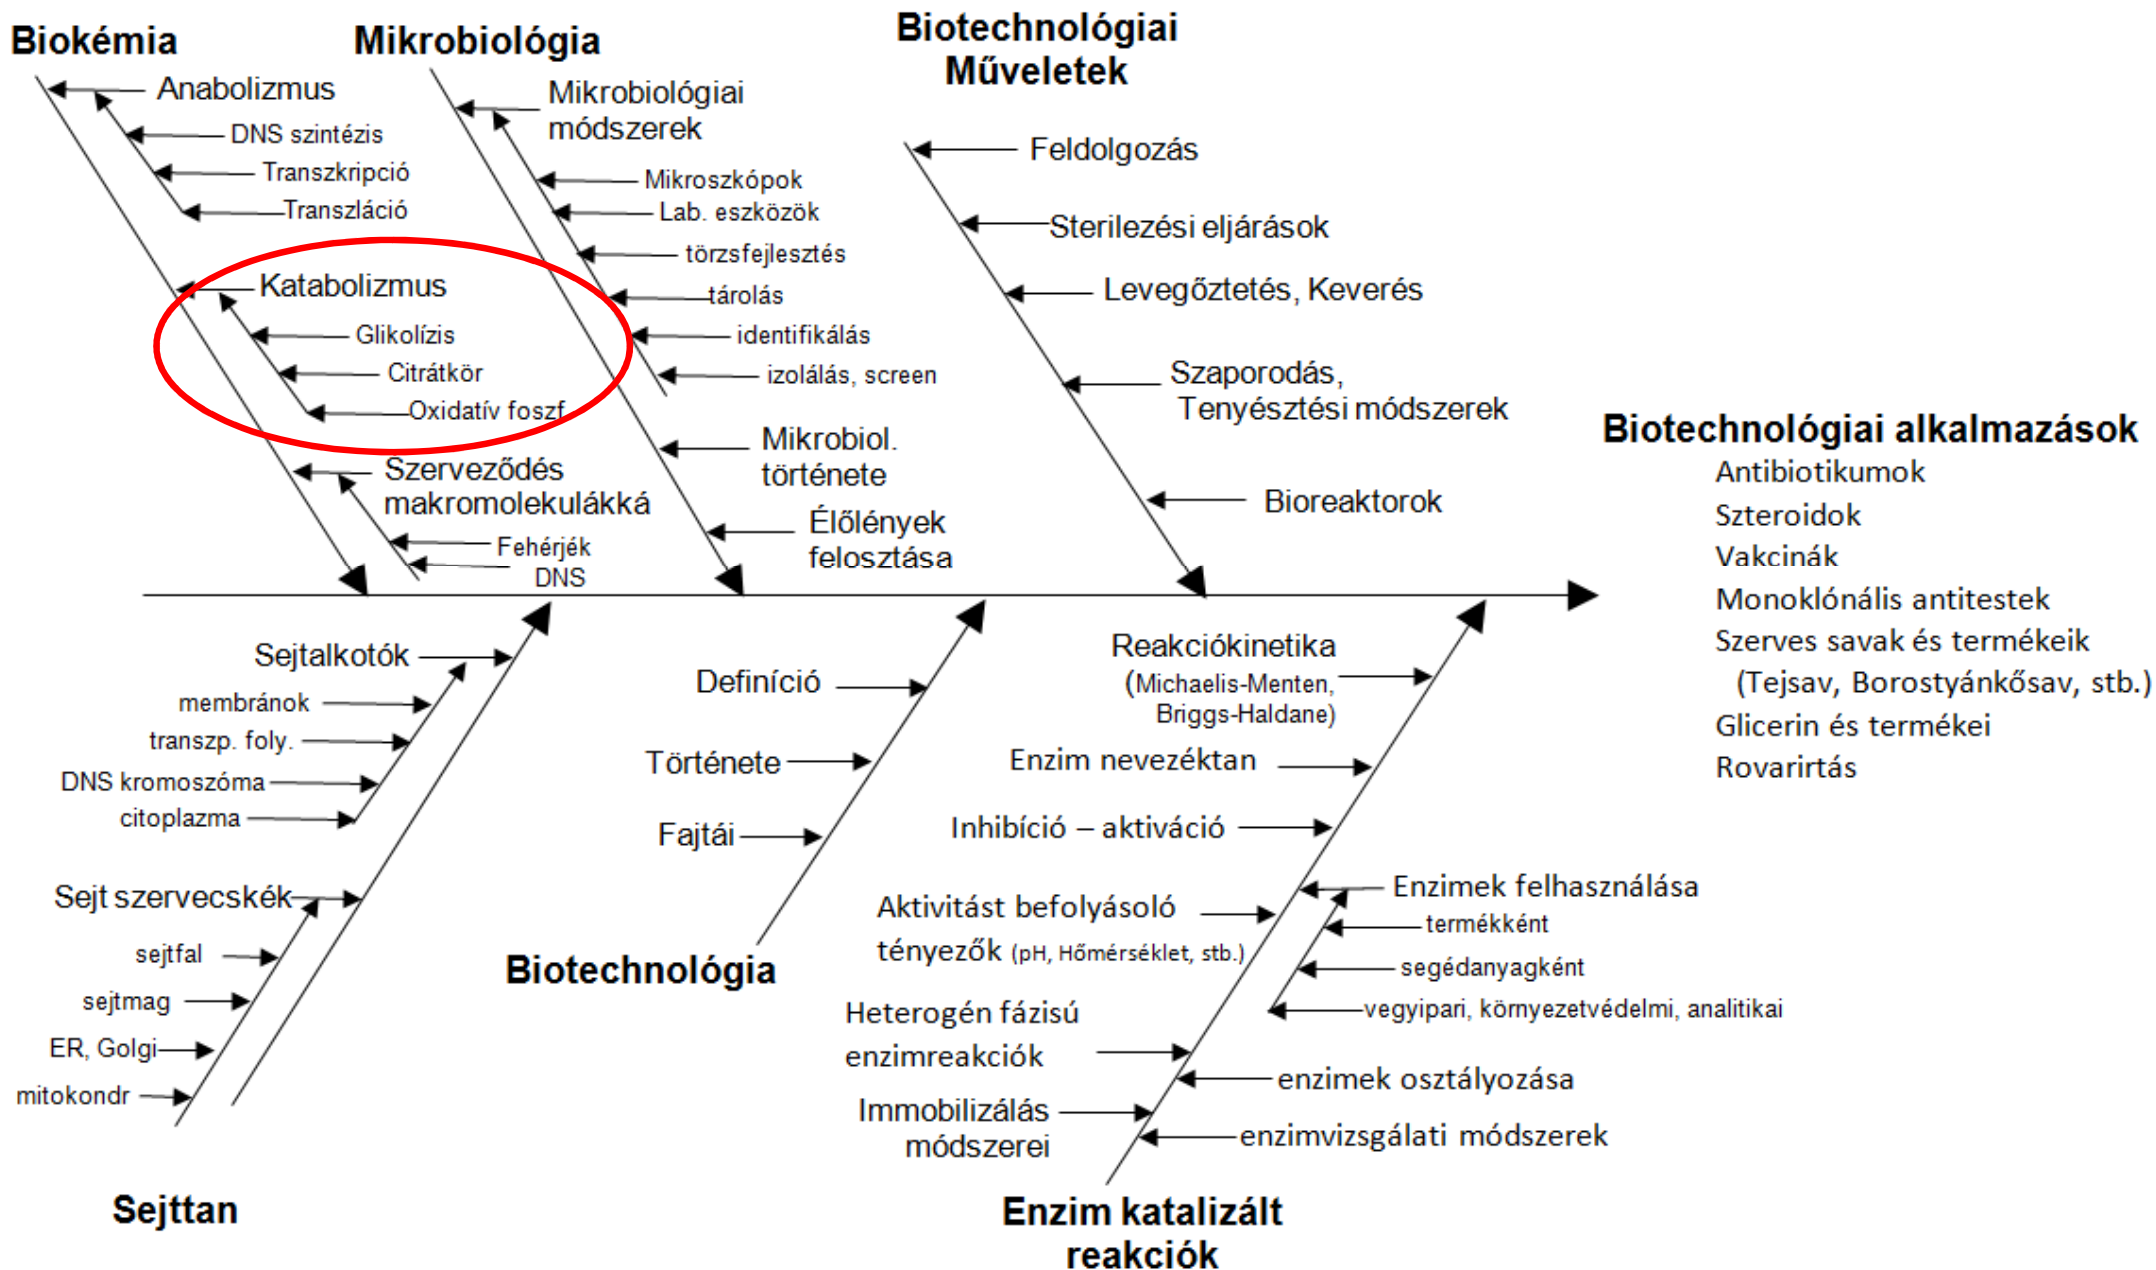 Biokémia
Anabolizmus
DNS szintézis
Transzkripció
Transzláció
Katabolizmus
Glikolízis
Citrátkör
Oxidatív foszf
Szerveződés
makromolekulákká
Fehérjék
DNS
Mikrobiológia
Mikrobiológiai
módszerek
Mikroszkópok
Lab. eszközök
törzsfejlesztés
tárolás
identifikálás
izolálás, screen
Mikrobiol.
története
Élőlények
felosztása
Biotechnológiai
Műveletek
Feldolgozás
Sterilezési eljárások
Levegőztetés, Keverés
Szaporodás,
Tenyésztési módszerek
Bioreaktorok
Biotechnológiai alkalmazások
Antibiotikumok
Szteroidok
Vakcinák
Monoklónális antitestek
Szerves savak és termékeik
(Tejsav, Borostyánkősav, stb.)
Glicerin és termékei
Rovarirtás
Sejtalkotók
membránok
transzp. foly.
DNS kromoszóma
citoplazma
Sejt szervecskék
sejtfal
sejtmag
ER, Golgi
mitokondr
Sejttan
Definíció
Története
Fajtái
Biotechnológia
Reakciókinetika
(Michaelis-Menten,
Briggs-Haldane)
Enzim nevezéktan
Inhibíció – aktiváció
Aktivitást befolyásoló
tényezők (pH, Hőmérséklet, stb.)
Heterogén fázisú
enzimreakciók
Immobilizálás
módszerei
Enzimek felhasználása
termékként
segédanyagként
vegyipari, környezetvédelmi, analitikai
enzimek osztályozása
enzimvizsgálati módszerek
Enzim katalizált
reakciók